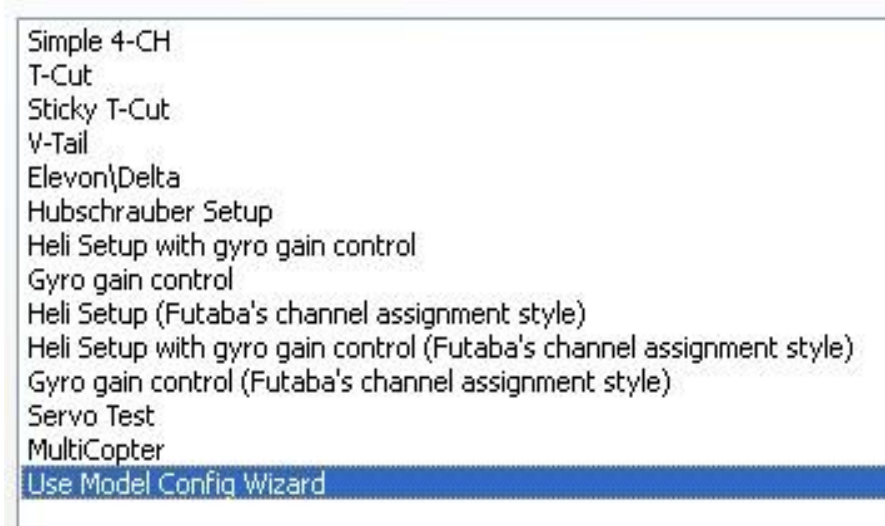 Simple 4-CH
T-Cut
Sticky T-Cut
V-Tail
Elevon\Delta
Hubschrauber Setup
Heli Setup with gyro gain control
Gyro gain control
Heli Setup (Futaba's channel assignment style)
Heli Setup with gyro gain control (Futaba's channel assignment style)
Gyro gain control (Futaba's channel assignment style)
Servo Test
MultiCopter
Use Model Config Wizard